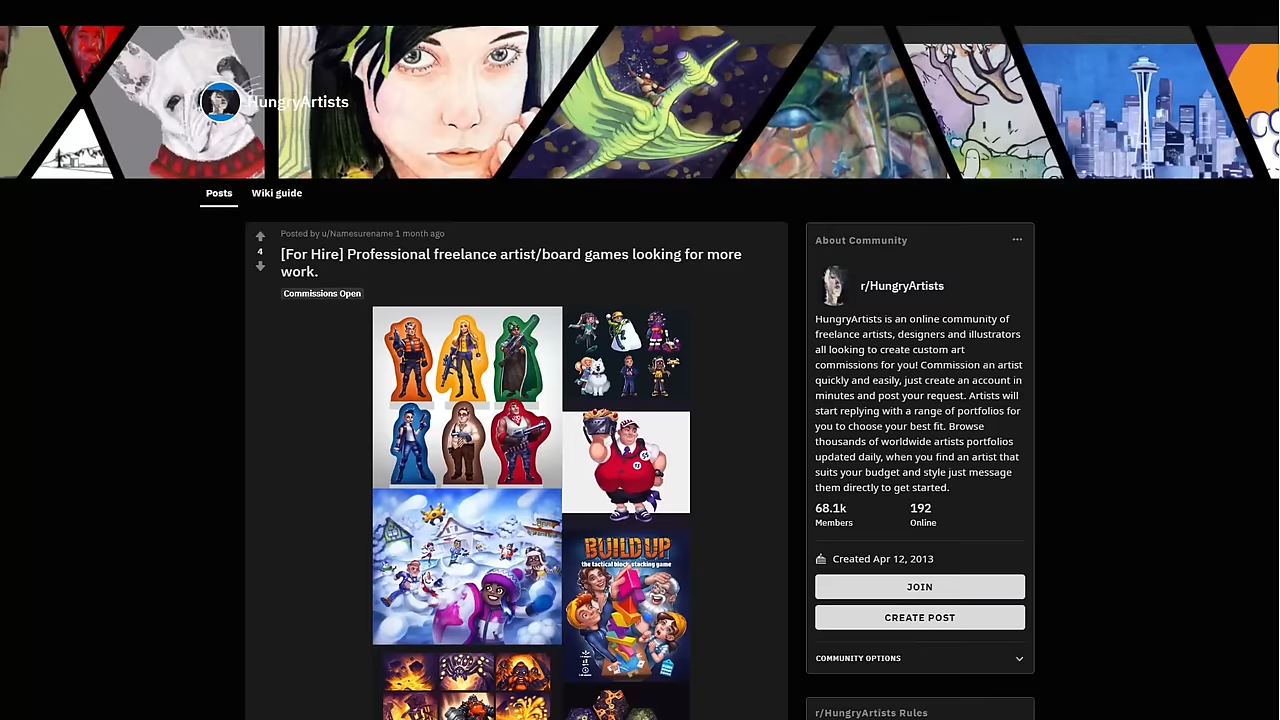 HungryArtists
Posts
Wiki guide
Posted by u/Namesurename 1 month ago
4
[For Hire] Professional freelance artist/board games looking for more
work.
Commissions Open
BUILD UP
the tactical block stacking game
About Community
r/HungryArtists
HungryArtists is an online community of
freelance artists, designers and illustrators
all looking to create custom art
commissions for you! Commission an artist
quickly and easily, just create an account in
minutes and post your request. Artists will
start replying with a range of portfolios for
you to choose your best fit. Browse
thousands of worldwide artists portfolios
updated daily, when you find an artist that
suits your budget and style just message
them directly to get started.
68.1k
192
Members
Online
Created Apr 12, 2013
JOIN
CREATE POST
COMMUNITY OPTIONS
r/HungryArtists Rules